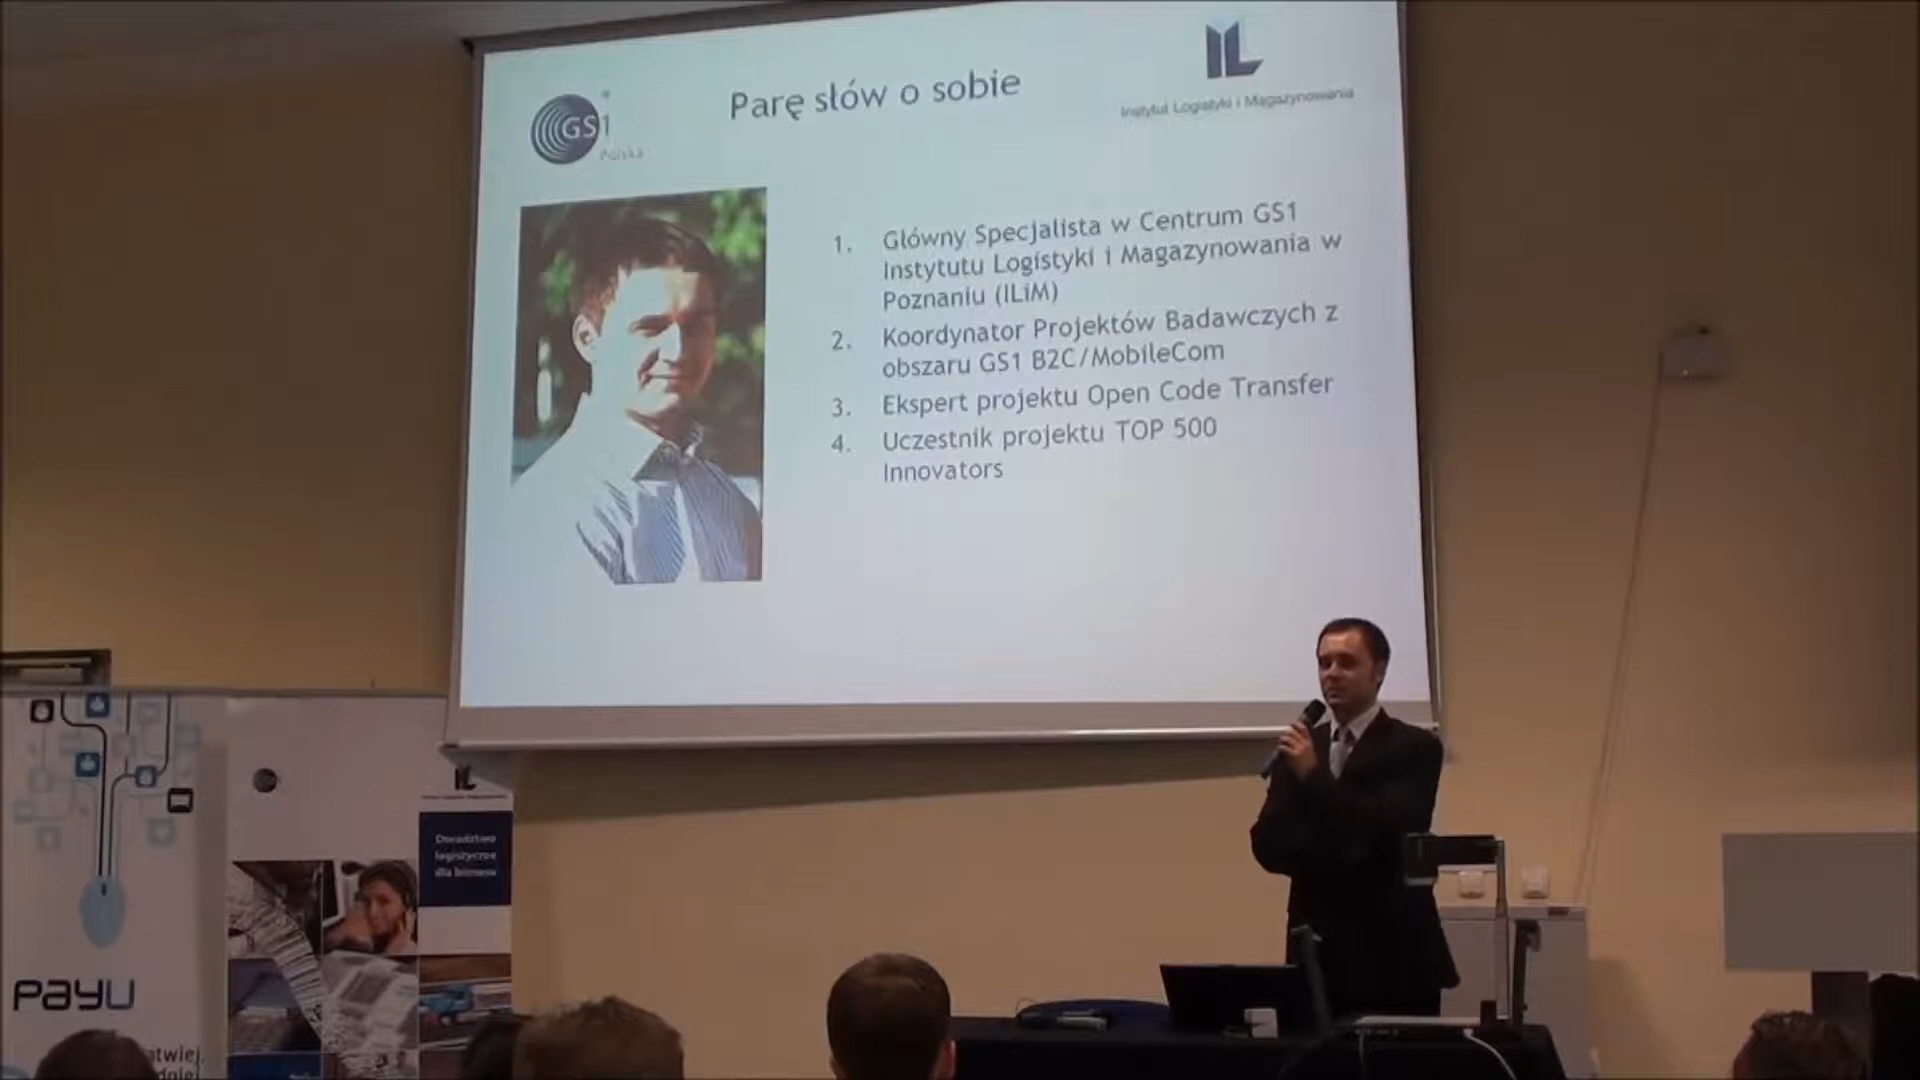 Parę słów o sobie
GS1
Polska
IL
Instytut Logistyki i Magazynowania
1. Główny Specjalista w Centrum GS1
Instytutu Logistyki i Magazynowania w
Poznaniu (ILiM)
2. Koordynator Projektów Badawczych z
obszaru GS1 B2C/MobileCom
3. Ekspert projektu Open Code Transfer
4. Uczestnik projektu TOP 500
Innovators
IL
Doradztwo
logistyczne
dla biznesu
PayU
atwiej.